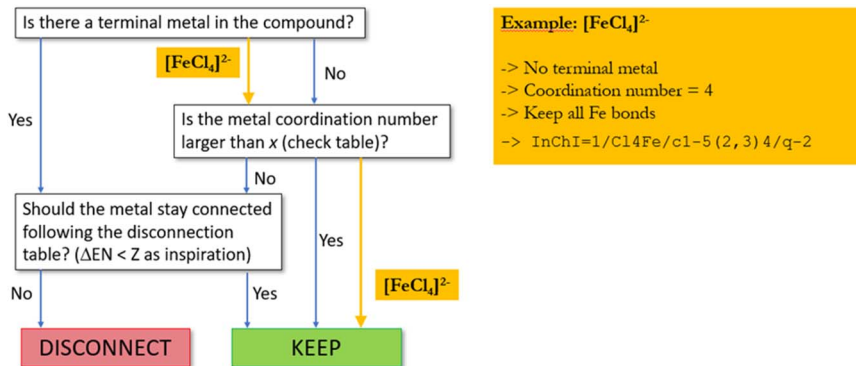 Is there a terminal metal in the compound?
[FeCl₄]²⁻
No
Yes
Is the metal coordination number
larger than x (check table)?
No
Should the metal stay connected
following the disconnection
table? (ΔEN < Z as inspiration)
Yes
No
Yes
[FeCl₄]²⁻
DISCONNECT
KEEP
Example: [FeCl₄]²⁻
-> No terminal metal
-> Coordination number = 4
-> Keep all Fe bonds
-> InChI=1/Cl4Fe/c1-5(2,3)4/q-2